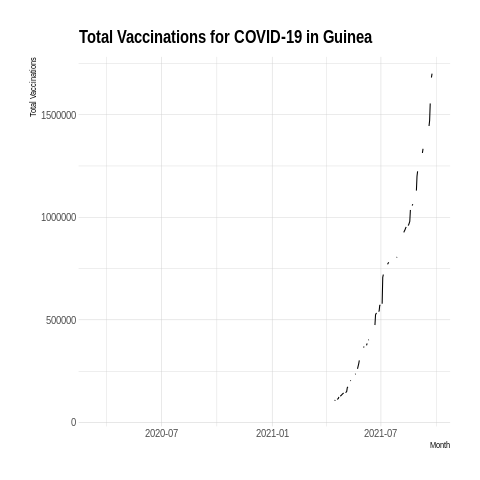 Total Vaccinations for COVID-19 in Guinea
Total Vaccinations
1500000
1000000
500000
0
2020-07 2021-01 2021-07
Month